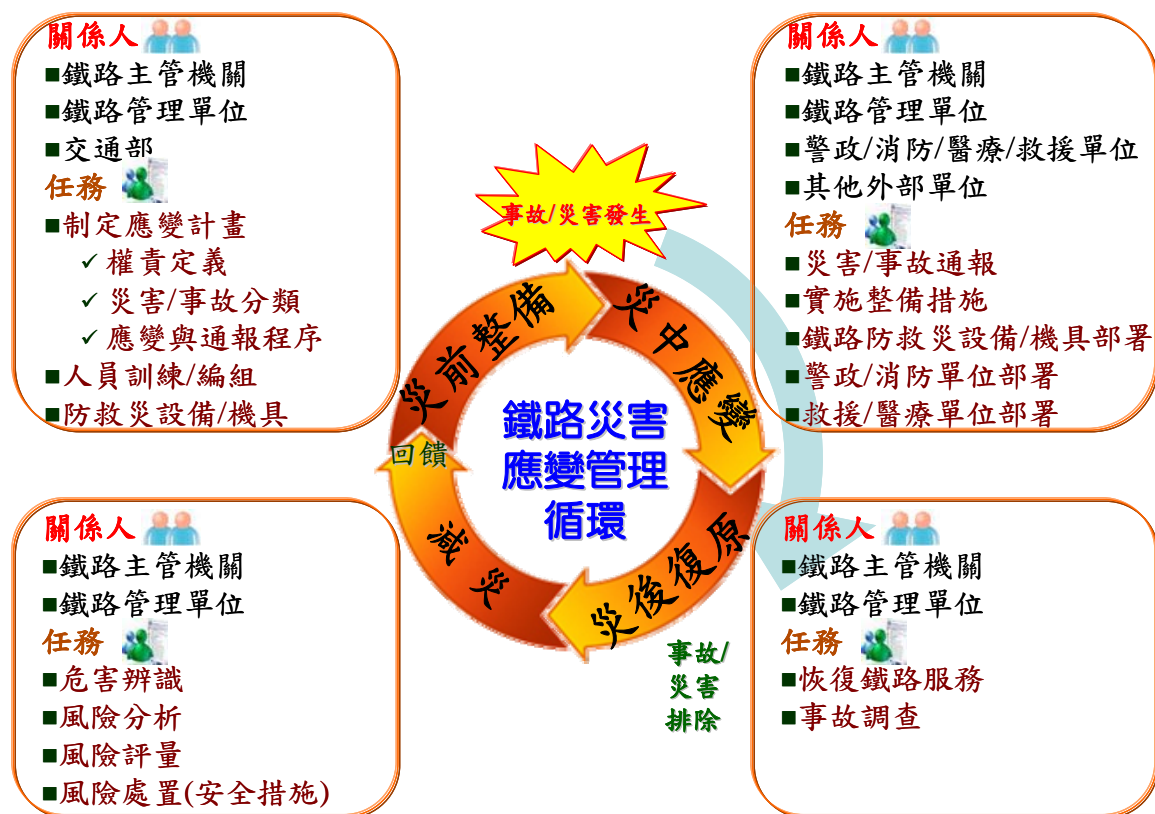 關係人
■鐵路主管機關
■鐵路管理單位
■交通部
任務
■制定應變計畫
✓權責定義
✓災害/事故分類
✓應變與通報程序
■人員訓練/編組
■防救災設備/機具
關係人
■鐵路主管機關
■鐵路管理單位
■警政/消防/醫療/救援單位
■其他外部單位
任務
■災害/事故通報
■實施整備措施
■鐵路防救災設備/機具部署
■警政/消防單位部署
■救援/醫療單位部署
事故/災害發生
災前整備
災中應變
災後復原
減災
回饋
鐵路災害
應變管理
循環
事故/
災害
排除
關係人
■鐵路主管機關
■鐵路管理單位
任務
■危害辨識
■風險分析
■風險評量
■風險處置(安全措施)
關係人
■鐵路主管機關
■鐵路管理單位
任務
■恢復鐵路服務
■事故調查